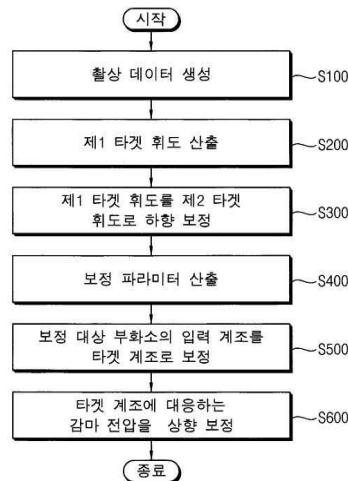 시작
촬상 데이터 생성
S100
제1 타겟 휘도 산출
S200
제1 타겟 휘도를 제2 타겟
휘도로 하향 보정
S300
보정 파라미터 산출
S400
보정 대상 부화소의 입력 계조를
타겟 계조로 보정
S500
타겟 계조에 대응하는
감마 전압을 상향 보정
S600
종료